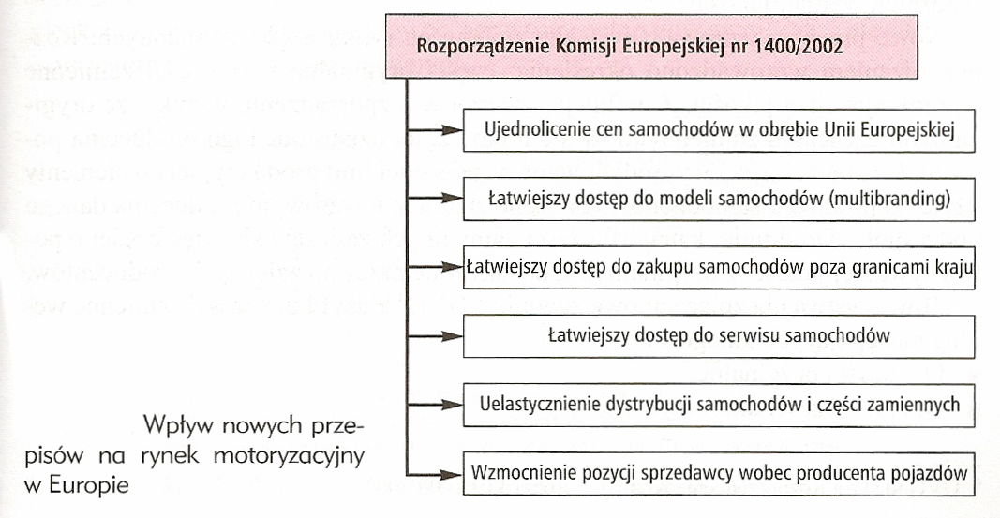 Rozporządzenie Komisji Europejskiej nr 1400/2002
Ujednolicenie cen samochodów w obrębie Unii Europejskiej
Łatwiejszy dostęp do modeli samochodów (multibranding)
Łatwiejszy dostęp do zakupu samochodów poza granicami kraju
Łatwiejszy dostęp do serwisu samochodów
Uelastycznienie dystrybucji samochodów i części zamiennych
Wzmocnienie pozycji sprzedawcy wobec producenta pojazdów
Wpływ nowych prze-
pisów na rynek motoryzacyjny
w Europie